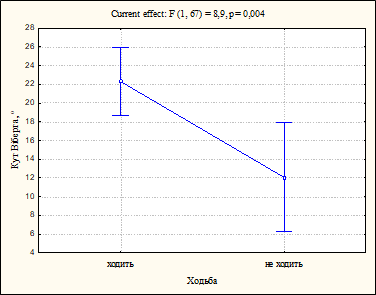 Current effect: F (1, 67) = 8,9, p = 0,004
28
26
24
22
20
18
16
14
12
10
8
6
4
Кут Віберга, °
ходить
не ходить
Ходьба